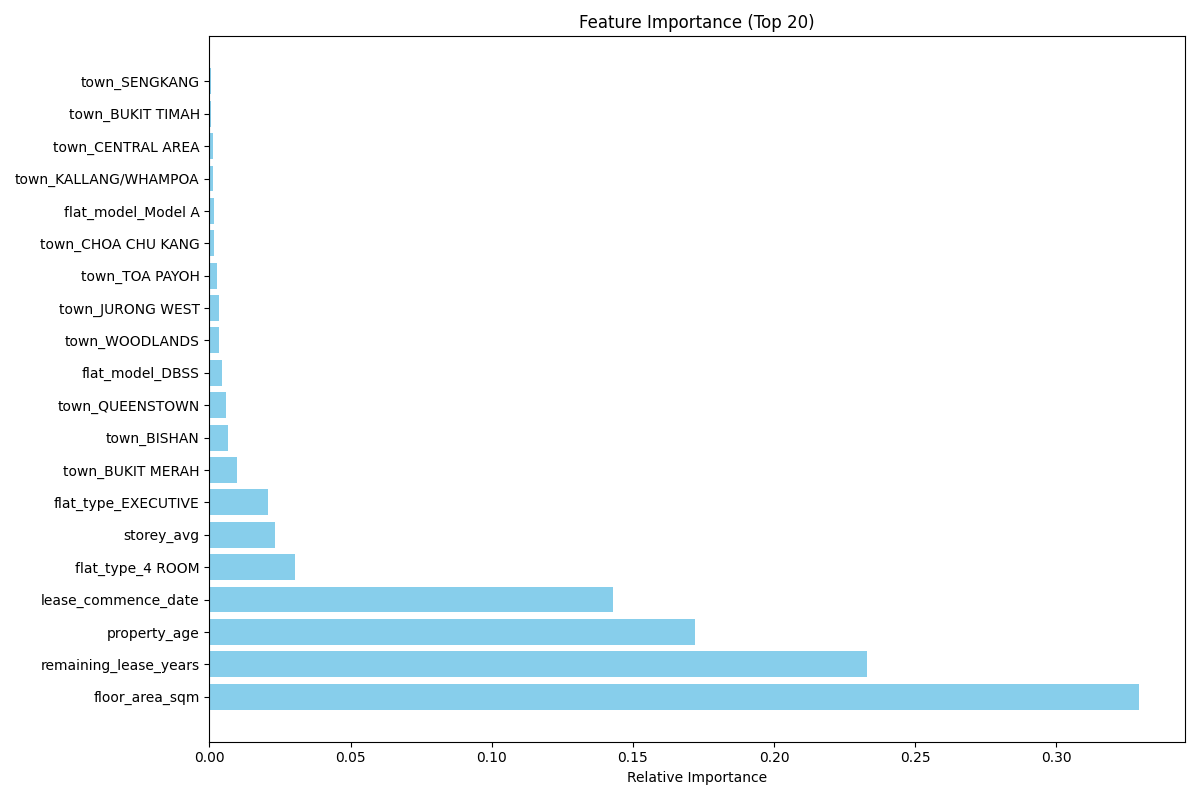 Feature Importance (Top 20)
town_SENGKANG
town_BUKIT TIMAH
town_CENTRAL AREA
town_KALLANG/WHAMPOA
flat_model_Model A
town_CHOA CHU KANG
town_TOA PAYOH
town_JURONG WEST
town_WOODLANDS
flat_model_DBSS
town_QUEENSTOWN
town_BISHAN
town_BUKIT MERAH
flat_type_EXECUTIVE
storey_avg
flat_type_4 ROOM
lease_commence_date
property_age
remaining_lease_years
floor_area_sqm
0.00 0.05 0.10 0.15 0.20 0.25 0.30
Relative Importance